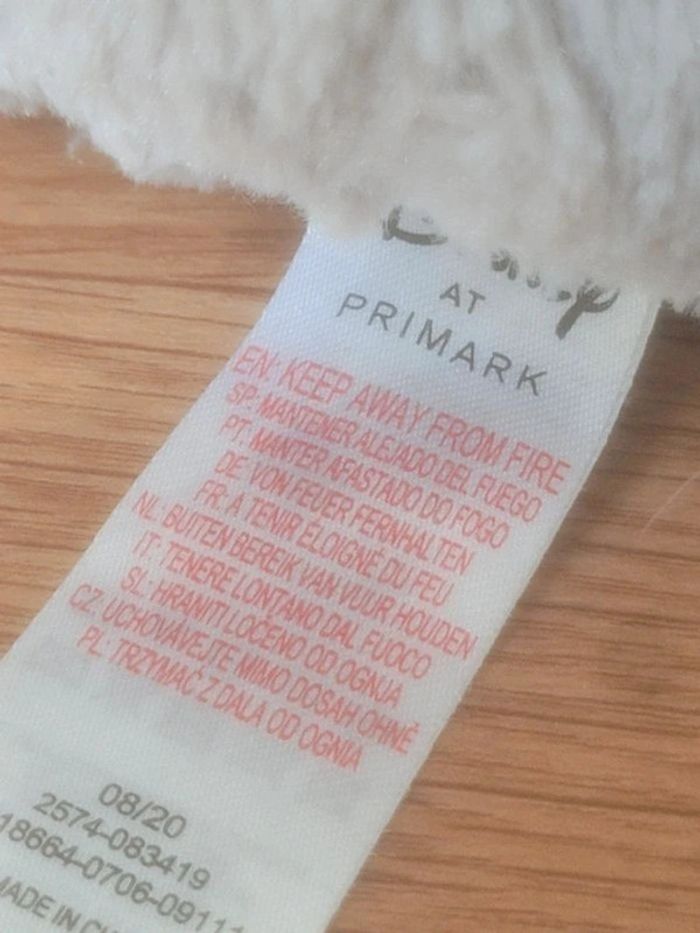 AT
PRIMARK
EN: KEEP AWAY FROM FIRE
SP: MANTENER ALEJADO DEL FUEGO
PT: MANTER AFASTADO DO FOGO
DE: VON FEUER FERNHALTEN
FR: A TENIR ÉLOIGNÉ DU FEU
NL: BUITEN BEREIK VAN VUUR HOUDEN
IT: TENERE LONTANO DAL FUOCO
SL: HRANITI LOČENO OD OGNJA
CZ: UCHOVÁVEJTE MIMO DOSAH OHNĚ
PL: TRZYMAĆ Z DALA OD OGNIA
08/20
2574-083419
18664-0706-09111
MADE IN